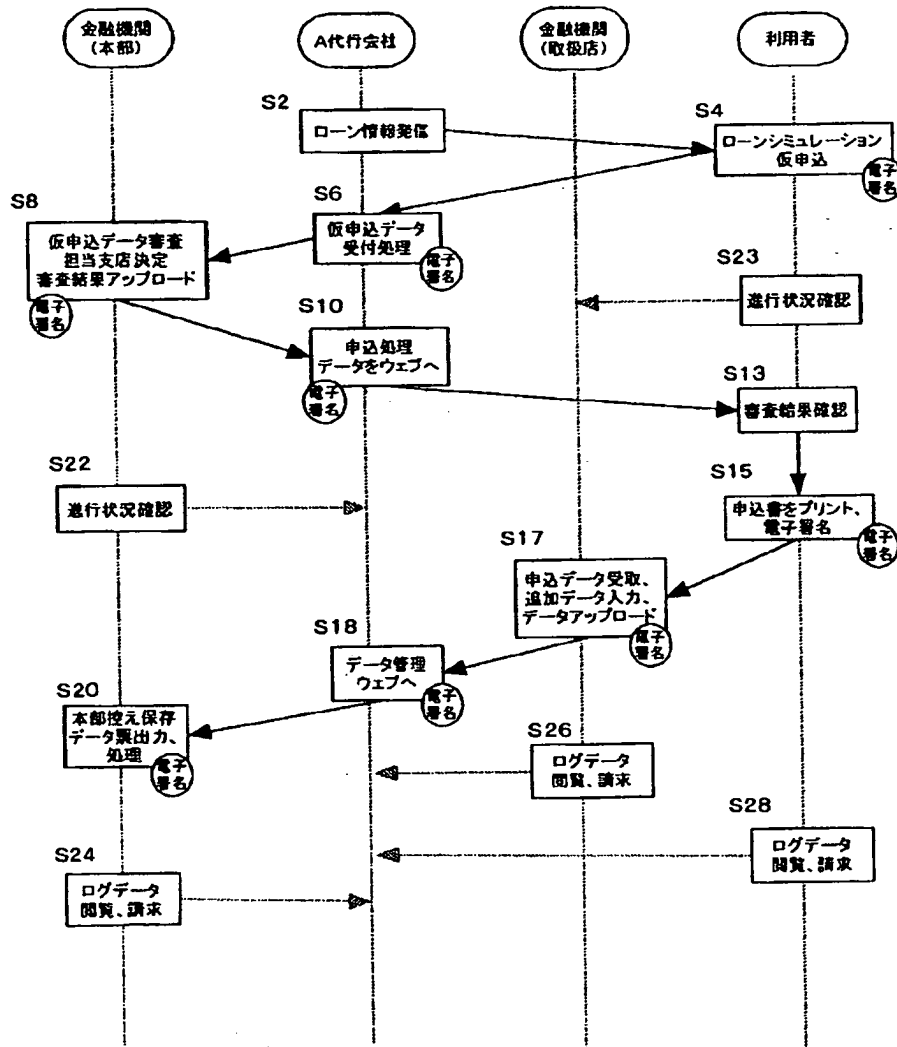 金融機関
(本部)
A代行会社
金融機関
(取扱店)
利用者
S2
ローン情報発信
S4
ローンシミュレーション
仮申込
電子
署名
S6
仮申込データ
受付処理
電子
署名
S8
仮申込データ審査
担当支店決定
審査結果アップロード
電子
署名
S23
進行状況確認
S10
申込処理
データをウェブへ
電子
署名
S13
審査結果確認
S22
進行状況確認
S15
申込書をプリント、
電子署名
電子
署名
S17
申込データ受取、
追加データ入力、
データアップロード
電子
署名
S18
データ管理
ウェブへ
電子
署名
S20
本部控え保存
データ票出力、
処理
電子
署名
S26
ログデータ
閲覧、請求
S28
ログデータ
閲覧、請求
S24
ログデータ
閲覧、請求